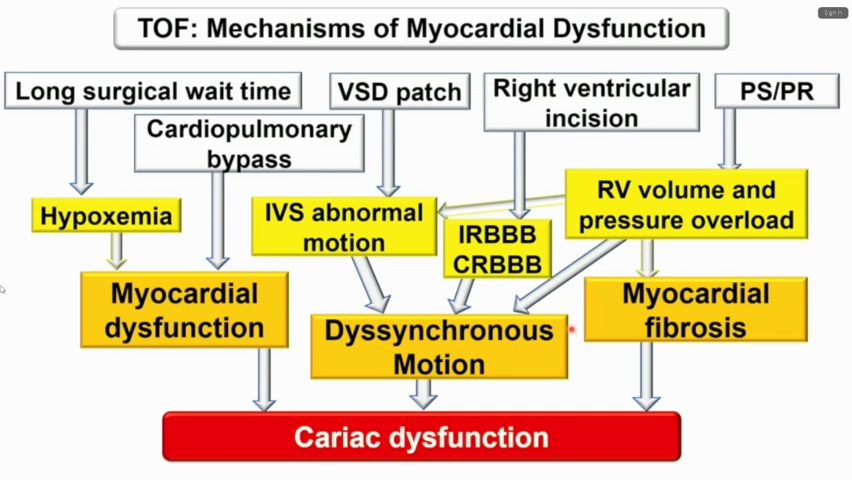 Sign in
TOF: Mechanisms of Myocardial Dysfunction
Long surgical wait time
VSD patch
Right ventricular
incision
PS/PR
Cardiopulmonary
bypass
Hypoxemia
IVS abnormal
motion
IRBBB
CRBBB
RV volume and
pressure overload
Myocardial
dysfunction
Dyssynchronous
Motion
Myocardial
fibrosis
Cariac dysfunction